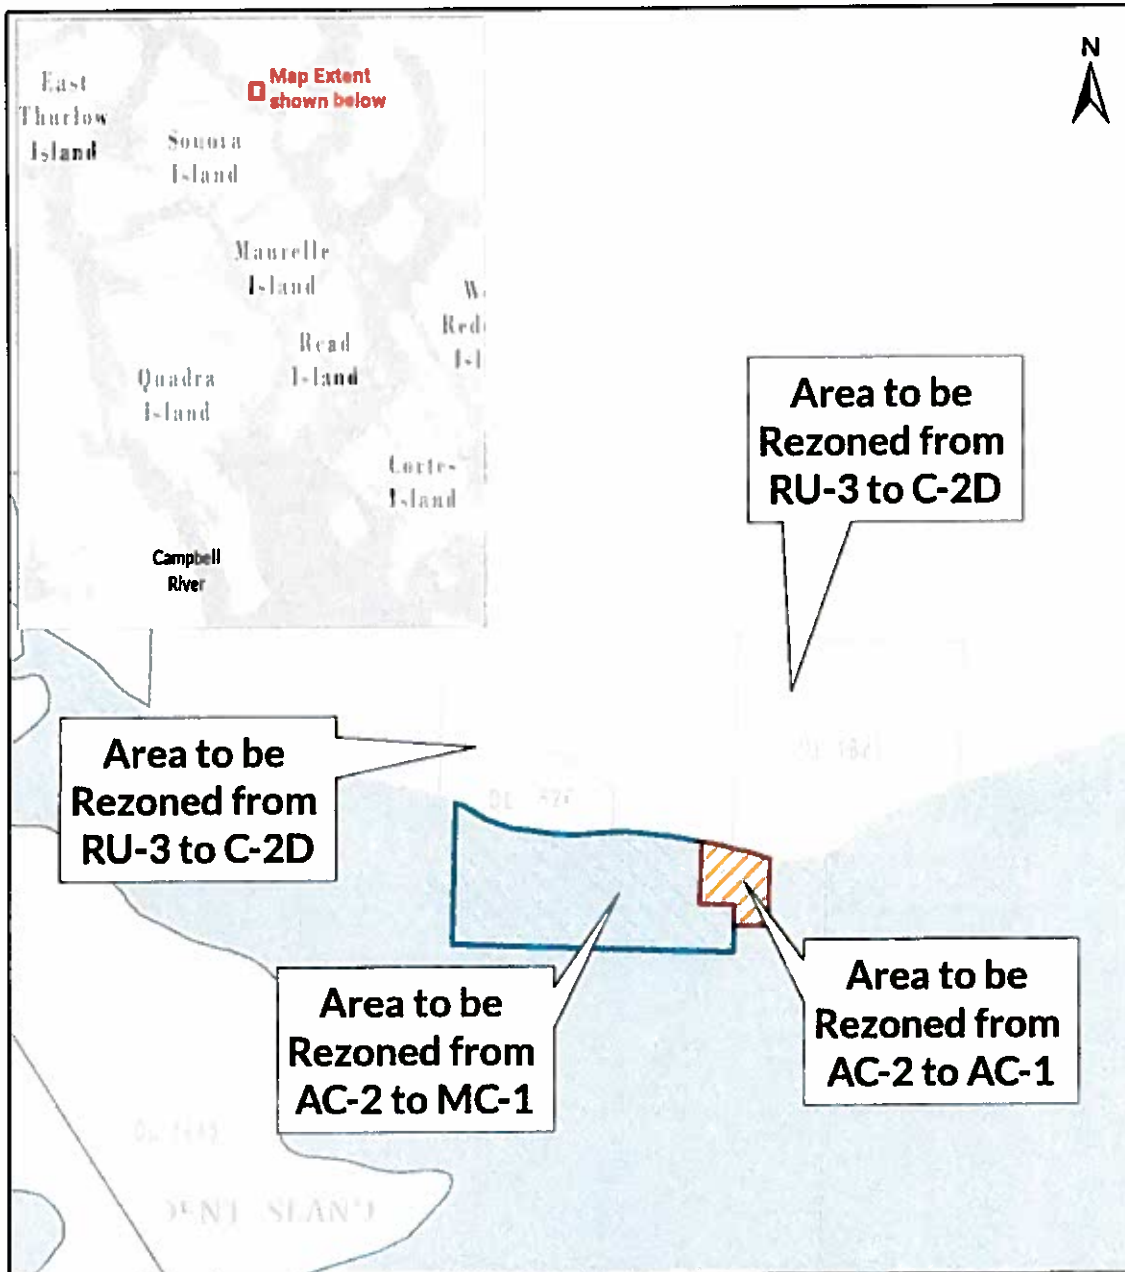 N
Map Extent
shown below
East
Thurlow
Island
Sonora
Island
Maurelle
Island
Read
Island
Quadra
Island
Cortes
Island
Campbell
River
Area to be
Rezoned from
RU-3 to C-2D
Area to be
Rezoned from
RU-3 to C-2D
Area to be
Rezoned from
AC-2 to MC-1
Area to be
Rezoned from
AC-2 to AC-1